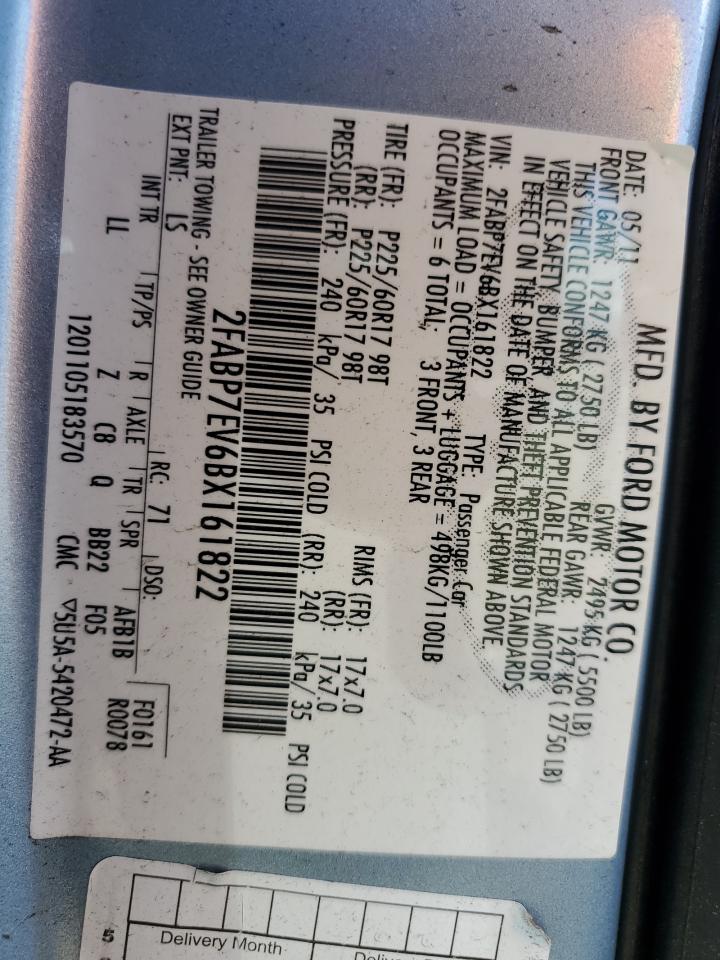 MFD. BY FORD MOTOR CO.
DATE: 05/11 GVWR: 2495 KG ( 5500 LB)
FRONT GAWR: 1247 KG ( 2750 LB) REAR GAWR: 1247 KG ( 2750 LB)
THIS VEHICLE CONFORMS TO ALL APPLICABLE FEDERAL MOTOR
VEHICLE SAFETY, BUMPER, AND THEFT PREVENTION STANDARDS
IN EFFECT ON THE DATE OF MANUFACTURE SHOWN ABOVE.
VIN: 2FABP7EV6BX161822 TYPE: Passenger Car
MAXIMUM LOAD = OCCUPANTS + LUGGAGE = 498KG/1100LB
OCCUPANTS = 6 TOTAL; 3 FRONT, 3 REAR
TIRE (FR): P225/60R17 98T RIMS (FR): 17x7.0
(RR): P225/60R17 98T (RR): 17x7.0
PRESSURE (FR): 240 kPa/ 35 PSI COLD (RR): 240 kPa/ 35 PSI COLD
2FABP7EV6BX161822
TRAILER TOWING - SEE OWNER GUIDE
EXT PNT: LS RC: 71 DSO: F0161
INT TR TP/PS R AXLE TR SPR AFB1B R0078
LL Z C8 Q BB22 F05
1201105183570 CMC ▽5U5A-5420472-AA
Delivery Month
5